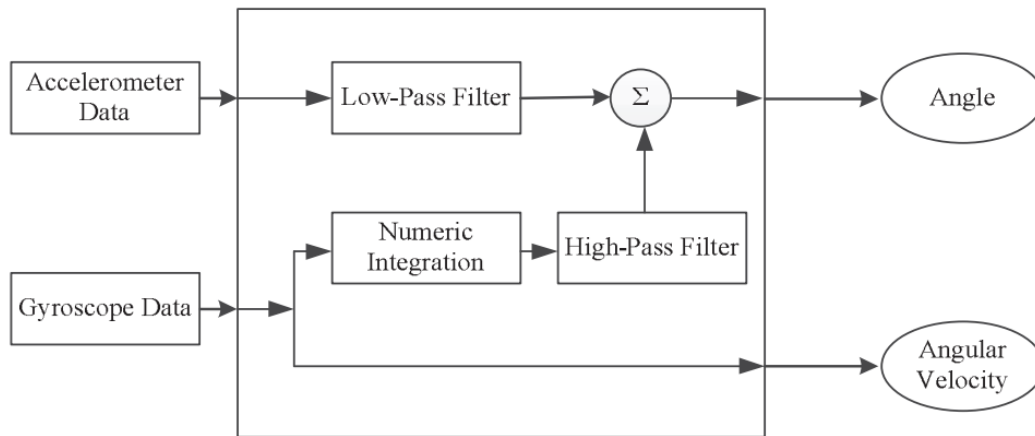 Accelerometer
Data
Low-Pass Filter
Σ
Angle
Numeric
Integration
High-Pass Filter
Gyroscope Data
Angular
Velocity